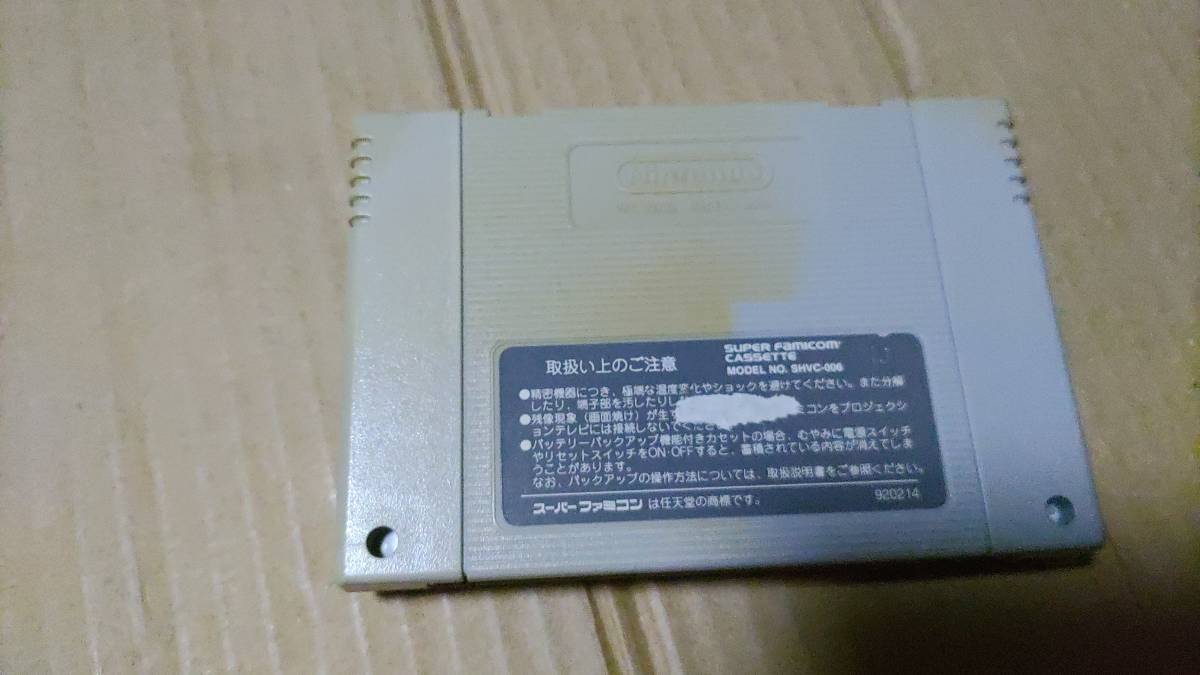 Nintendo
取扱い上のご注意
SUPER FAMICOM
CASSETTE
MODEL NO. SHVC-006
●精密機器につき、極端な温度変化やショックを避けてください。また分解
したり、端子部を汚したりし
●残像現象（画面焼け）が生ず ミコンをプロジェクシ
ョンテレビには接続しないでください。
●バッテリーバックアップ機能付きカセットの場合、むやみに電源スイッチ
やリセットスイッチをON・OFFすると、蓄積されている内容が消えてしま
うことがあります。
なお、バックアップの操作方法については、取扱説明書をご参照ください。
スーパーファミコン は任天堂の商標です。
920214